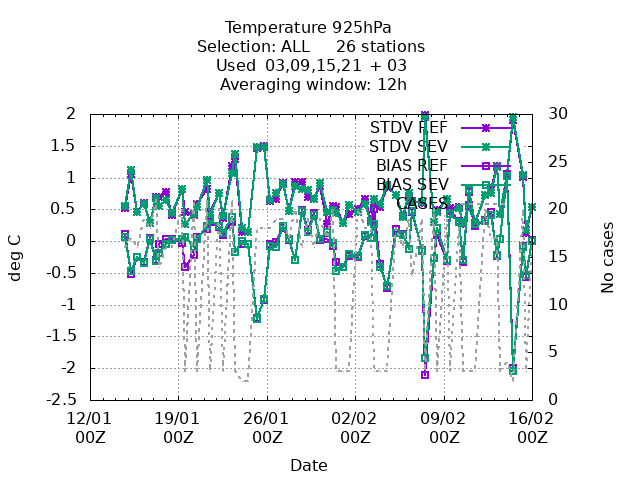 Temperature 925hPa
Selection: ALL 26 stations
Used 03,09,15,21 + 03
Averaging window: 12h
2
1.5
1
0.5
0
-0.5
-1
-1.5
-2
-2.5
deg C
30
25
20
15
10
5
0
No cases
STDV REF
STDV SEV
BIAS REF
BIAS SEV
CASES
12/01 19/01 26/01 02/02 09/02 16/02
00Z 00Z 00Z 00Z 00Z 00Z
Date